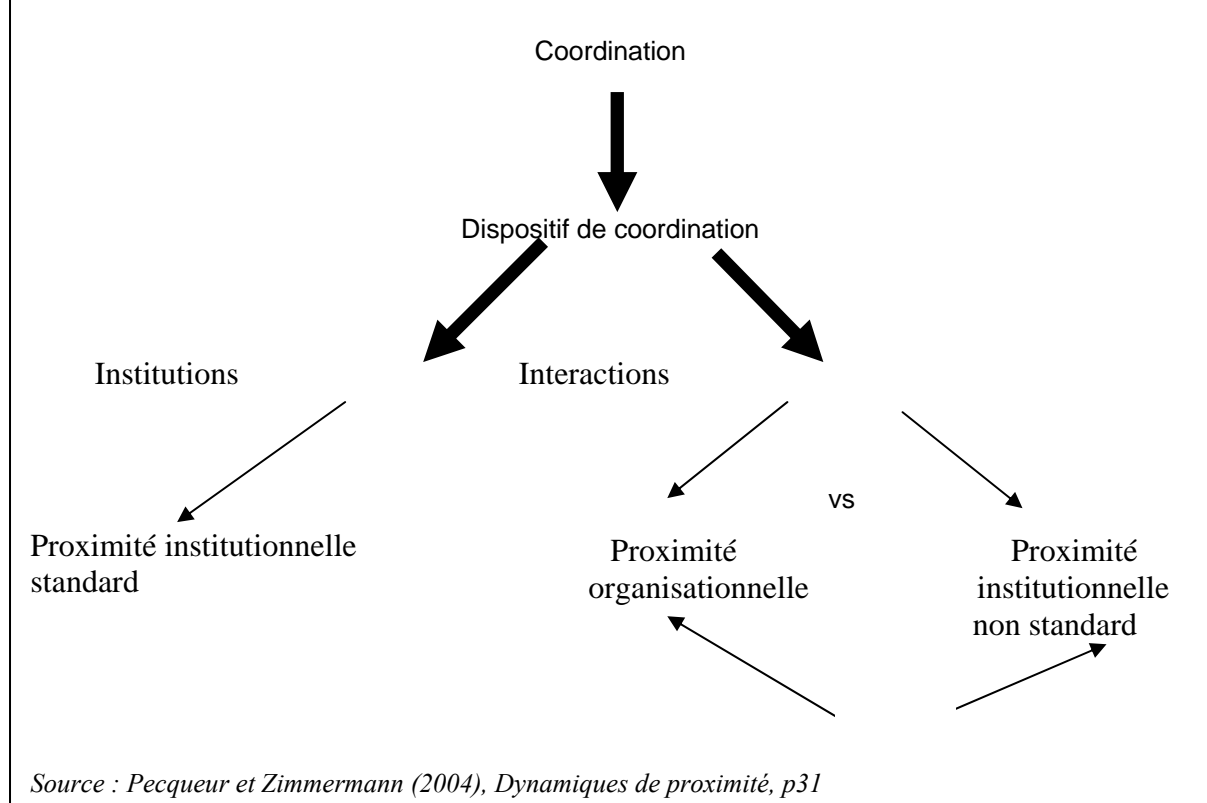 Coordination
Dispositif de coordination
Institutions
Interactions
vs
Proximité institutionnelle
standard
Proximité
organisationnelle
Proximité
institutionnelle
non standard
Source : Pecqueur et Zimmermann (2004), Dynamiques de proximité, p31